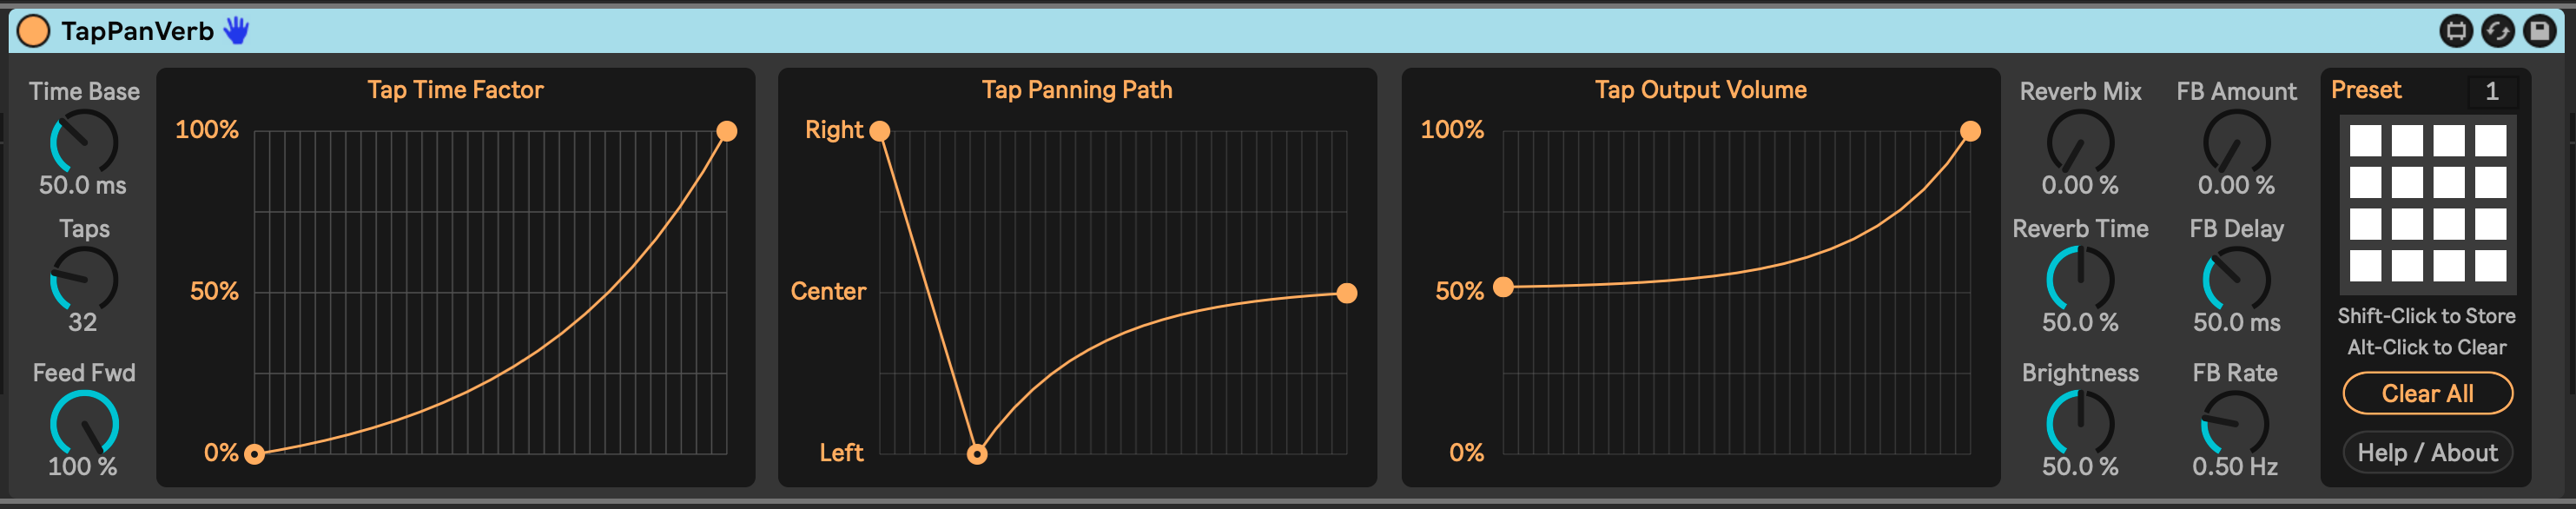 TapPanVerb
Time Base
50.0 ms
Taps
32
Feed Fwd
100 %
Tap Time Factor
100%
50%
0%
Tap Panning Path
Right
Center
Left
Tap Output Volume
100%
50%
0%
Reverb Mix
0.00 %
Reverb Time
50.0 %
Brightness
50.0 %
FB Amount
0.00 %
FB Delay
50.0 ms
FB Rate
0.50 Hz
Preset 1
Shift-Click to Store
Alt-Click to Clear
Clear All
Help / About